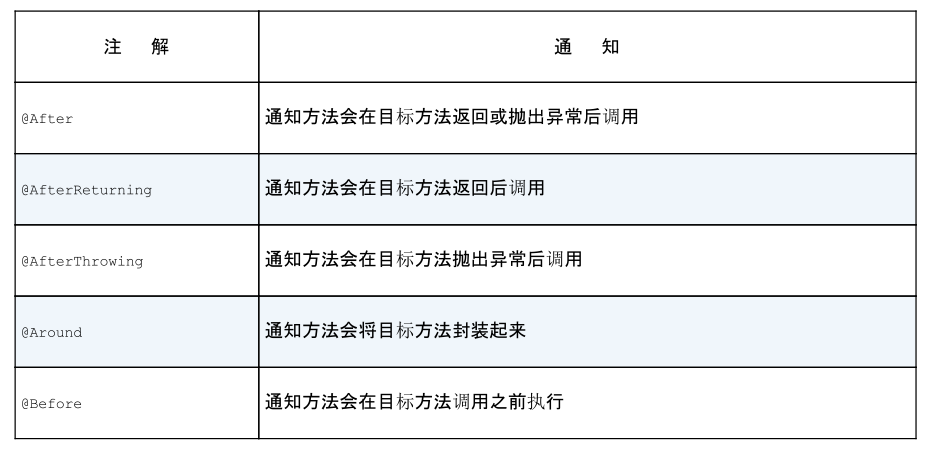 注 解 通 知
@After 通知方法会在目标方法返回或抛出异常后调用
@AfterReturning 通知方法会在目标方法返回后调用
@AfterThrowing 通知方法会在目标方法抛出异常后调用
@Around 通知方法会将目标方法封装起来
@Before 通知方法会在目标方法调用之前执行